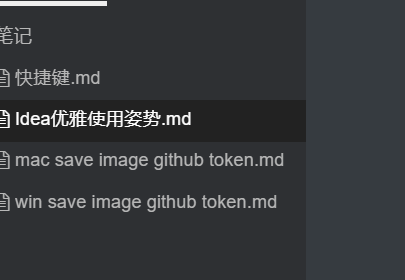 笔记
快捷键.md
Idea优雅使用姿势.md
mac save image github token.md
win save image github token.md